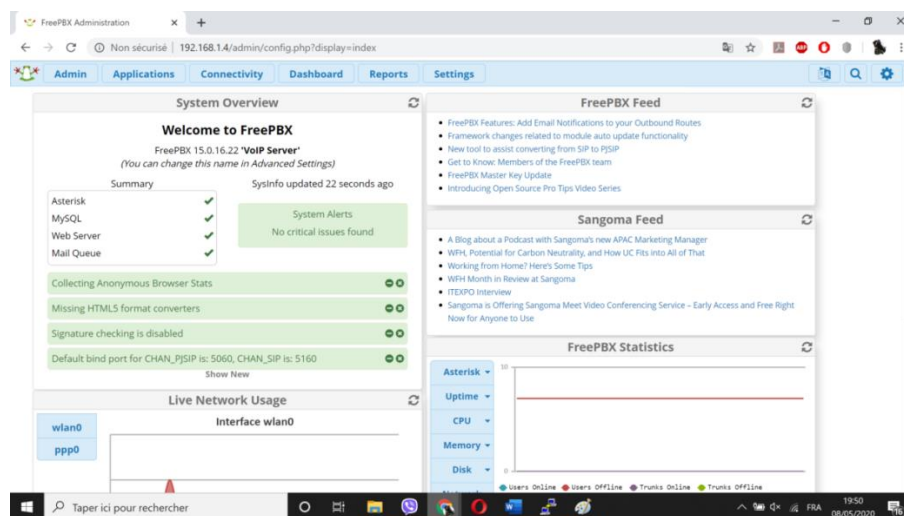 FreePBX Administration
Non sécurisé | 192.168.1.4/admin/config.php?display=index
Admin Applications Connectivity Dashboard Reports Settings
System Overview
Welcome to FreePBX
FreePBX 15.0.16.22 'VoIP Server'
(You can change this name in Advanced Settings)
Summary
Asterisk
MySQL
Web Server
Mail Queue
SysInfo updated 22 seconds ago
System Alerts
No critical issues found
Collecting Anonymous Browser Stats
Missing HTML5 format converters
Signature checking is disabled
Default bind port for CHAN_PJSIP is: 5060, CHAN_SIP is: 5160
Show New
Live Network Usage
wlan0
ppp0
Interface wlan0
FreePBX Feed
FreePBX Features: Add Email Notifications to your Outbound Routes
Framework changes related to module auto update functionality
New tool to assist converting from SIP to PJSIP
Get to Know: Members of the FreePBX team
FreePBX Master Key Update
Introducing Open Source Pro Tips Video Series
Sangoma Feed
A Blog about a Podcast with Sangoma's new APAC Marketing Manager
WFH, Potential for Carbon Neutrality, and How UC Fits into All of That
Working from Home? Here's Some Tips
WFH Month in Review at Sangoma
ITEXPO Interview
Sangoma is Offering Sangoma Meet Video Conferencing Service – Early Access and Free Right
Now for Anyone to Use
FreePBX Statistics
Asterisk
Uptime
CPU
Memory
Disk
10
0
Users Online Users Offline Trunks Online Trunks Offline
Taper ici pour rechercher
FRA
19:50
08/05/2020